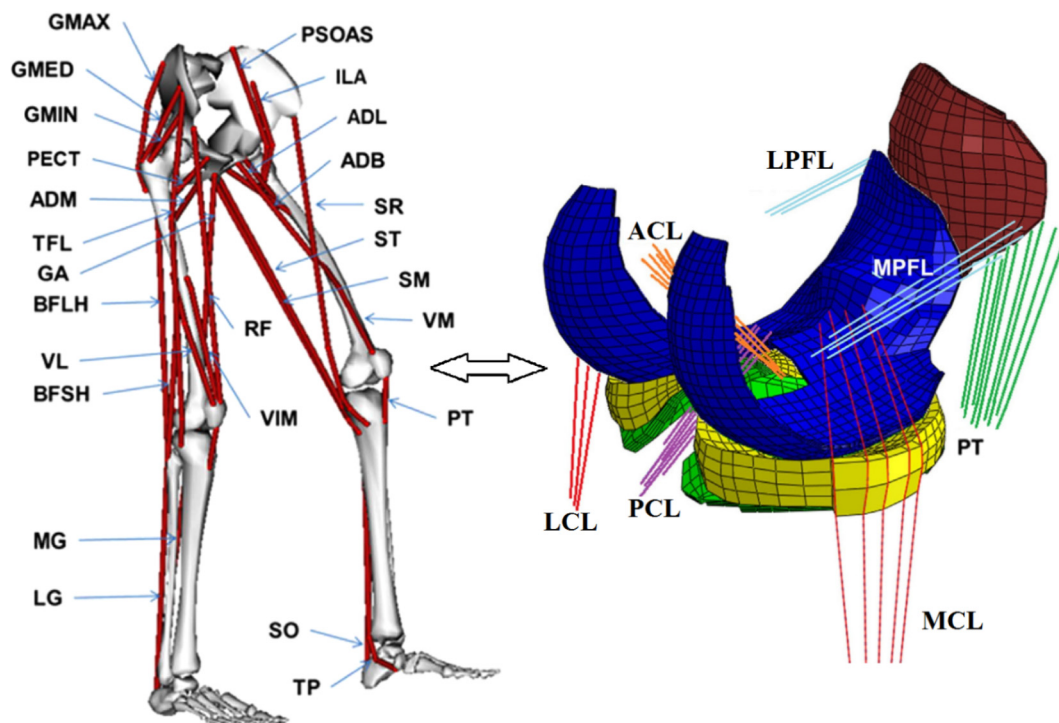 GMAX
GMED
GMIN
PECT
ADM
TFL
GA
BFLH
VL
BFSH
MG
LG
RF
VIM
PSOAS
ILA
ADL
ADB
SR
ST
SM
VM
PT
SO
TP
LPFL
ACL
MPFL
PT
LCL
PCL
MCL